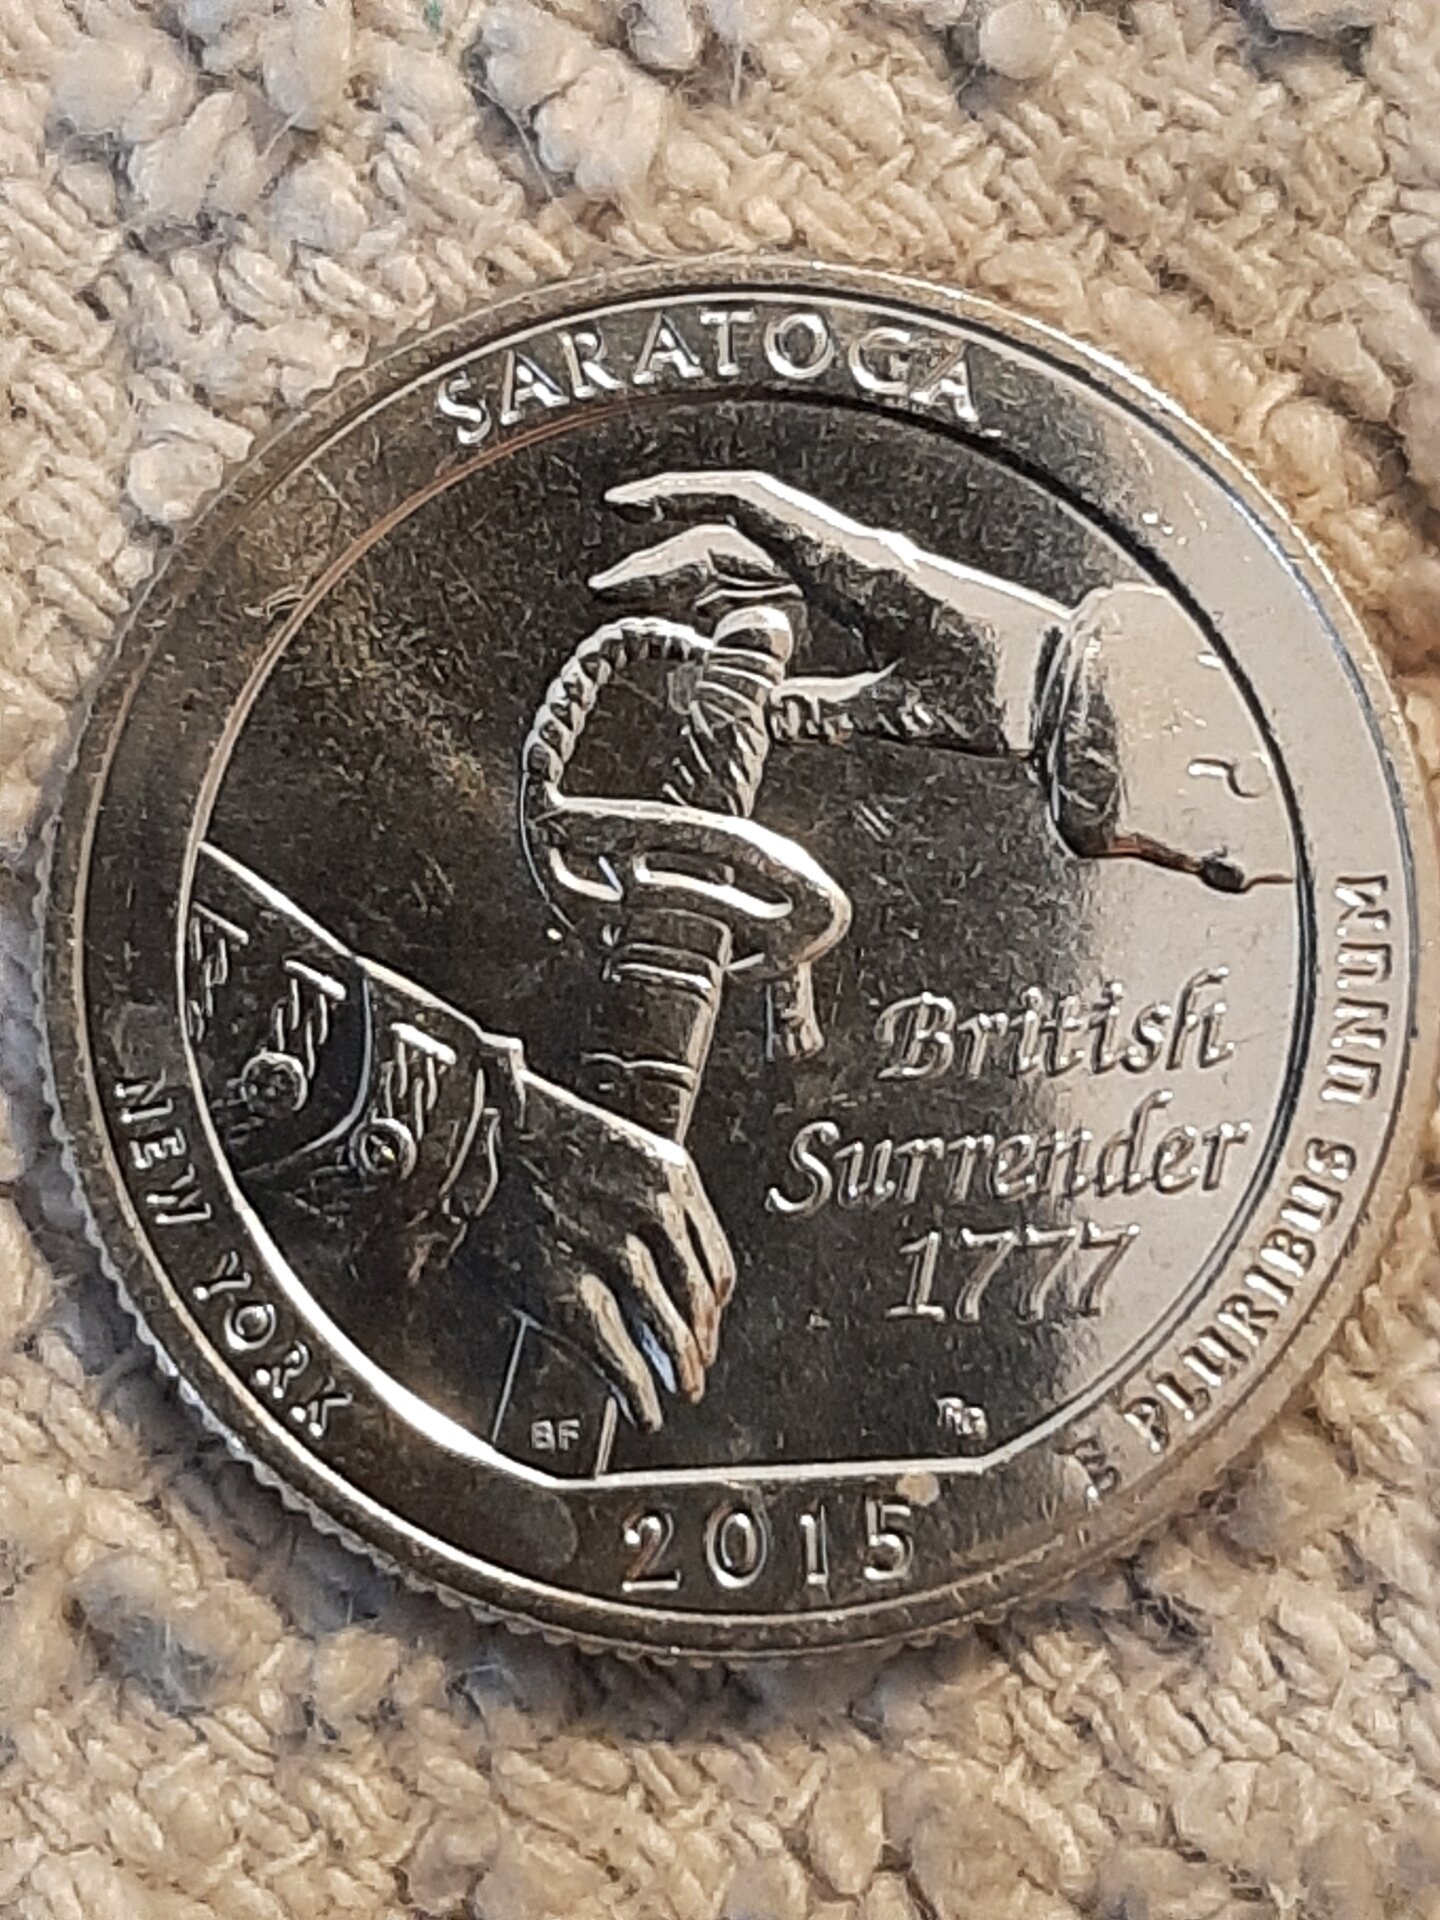 SARATOGA
British
Surrender
1777
NEW YORK
BF
2015
E PLURIBUS UNUM